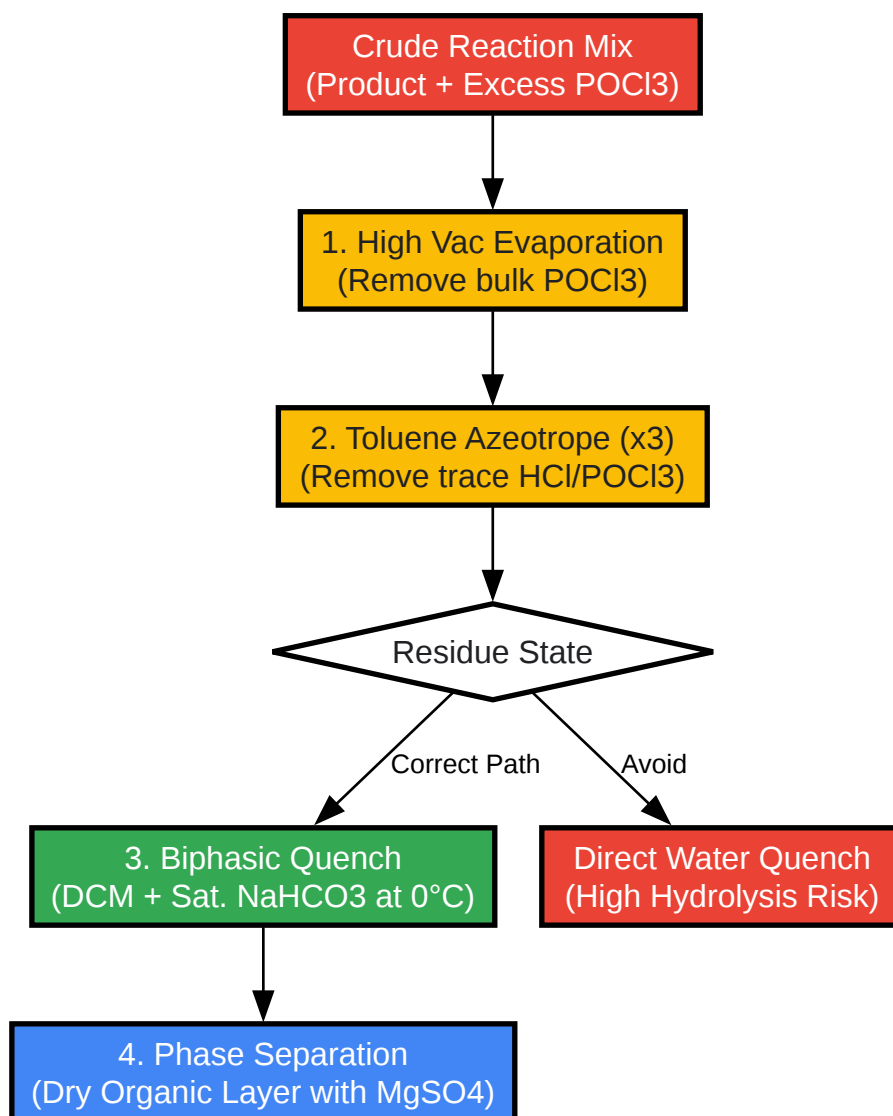 Crude Reaction Mix
(Product + Excess POCl3)
1. High Vac Evaporation
(Remove bulk POCl3)
2. Toluene Azeotrope (x3)
(Remove trace HCl/POCl3)
Residue State
Correct Path
Avoid
3. Biphasic Quench
(DCM + Sat. NaHCO3 at 0°C)
Direct Water Quench
(High Hydrolysis Risk)
4. Phase Separation
(Dry Organic Layer with MgSO4)